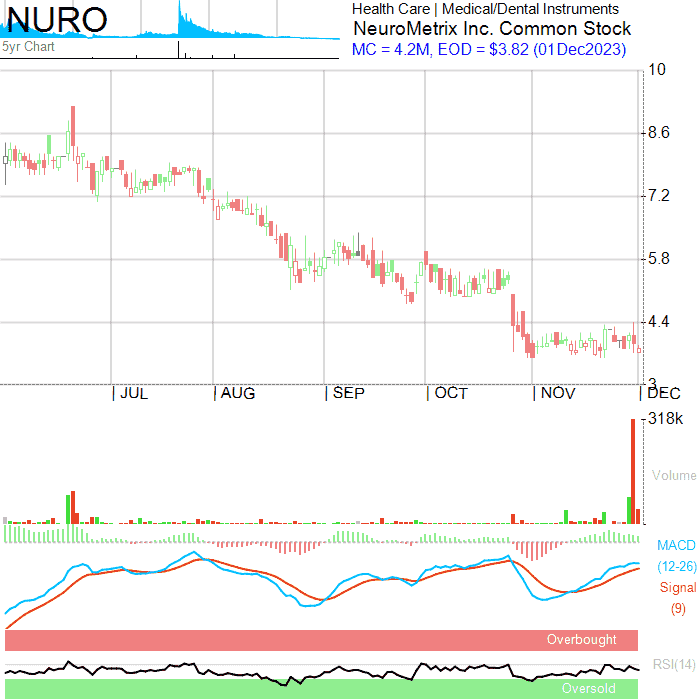 NURO
5yr Chart
Health Care | Medical/Dental Instruments
NeuroMetrix Inc. Common Stock
MC = 4.2M, EOD = $3.82 (01Dec2023)
10
8.6
7.2
5.8
4.4
3
JUL
AUG
SEP
OCT
NOV
DEC
318k
Volume
MACD
(12-26)
Signal
(9)
Overbought
RSI(14)
Oversold